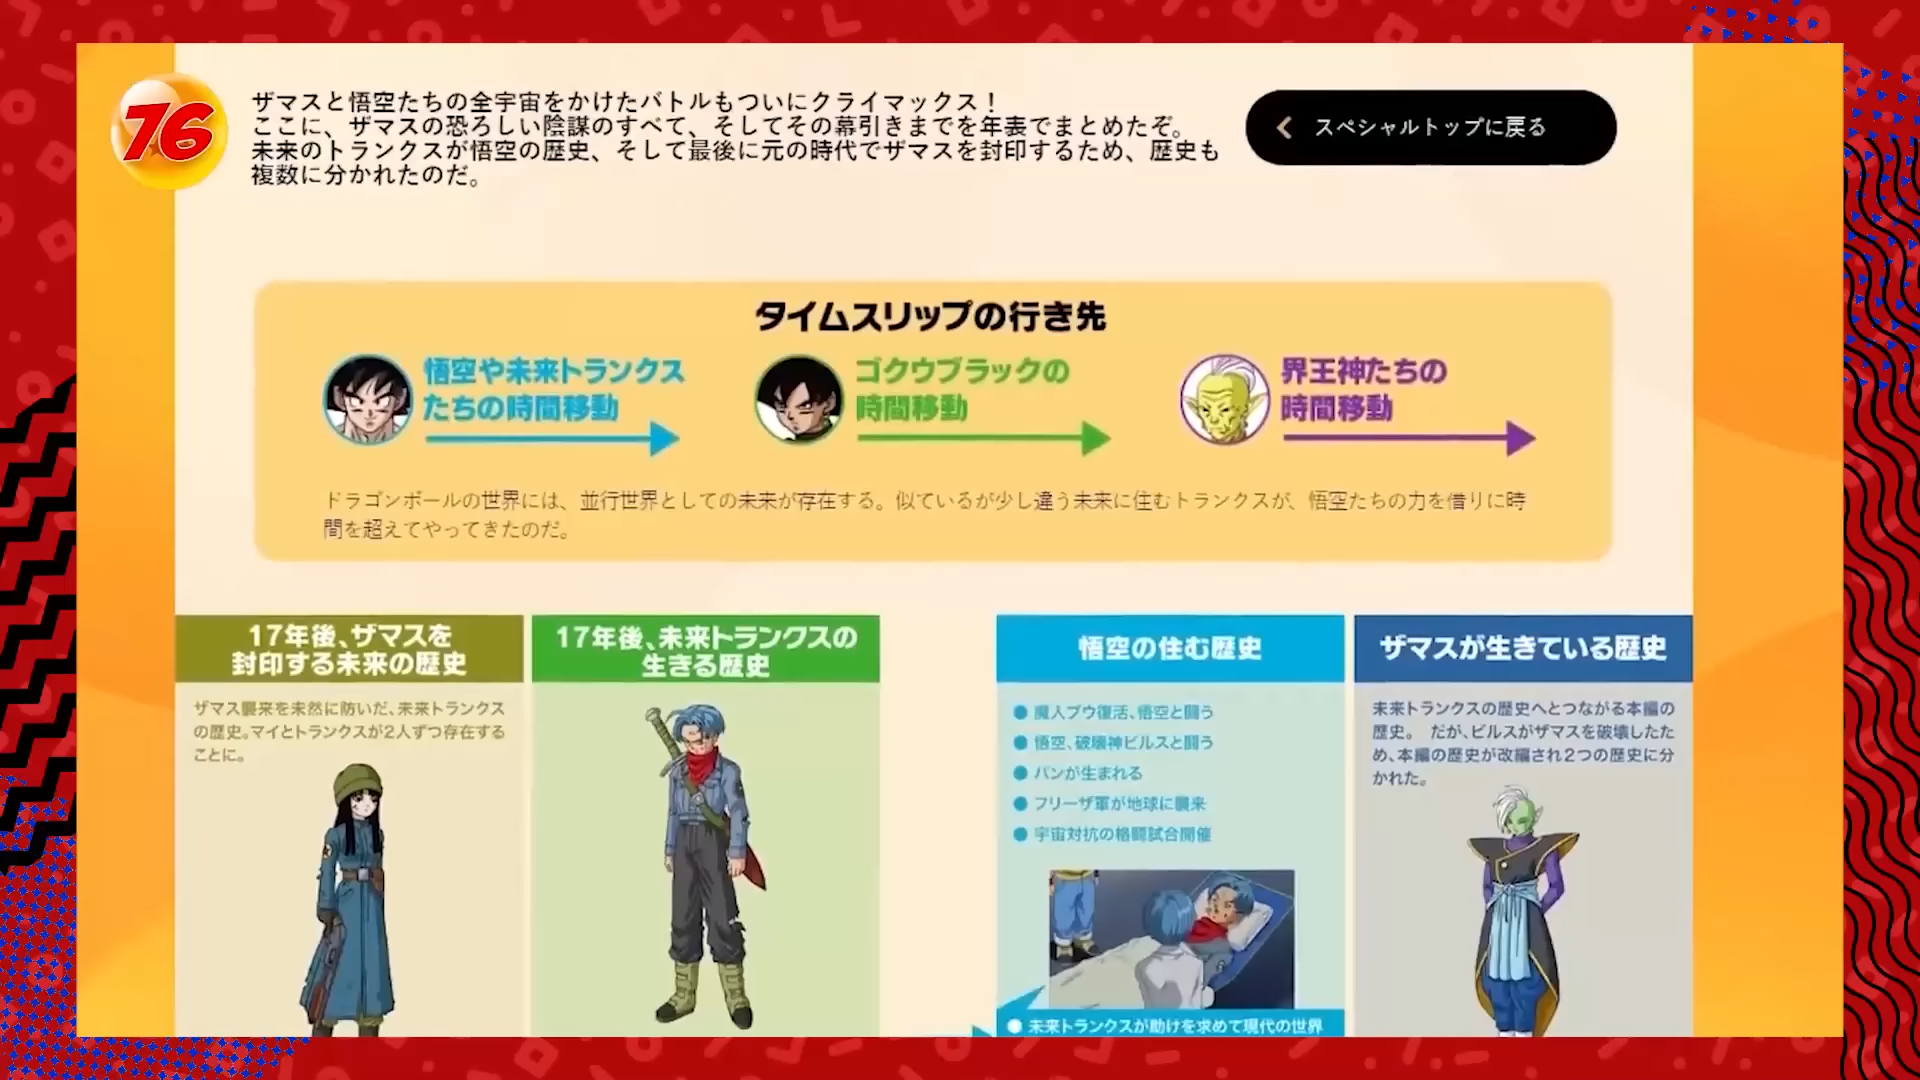 76
ザマスと悟空たちの全宇宙をかけたバトルもついにクライマックス！
ここに、ザマスの恐ろしい陰謀のすべて、そしてその幕引きまでを年表でまとめたぞ。
未来のトランクスが悟空の歴史、そして最後に元の時代でザマスを封印するため、歴史も
複数に分かれたのだ。
スペシャルトップに戻る
タイムスリップの行き先
悟空や未来トランクス
たちの時間移動
ゴクウブラックの
時間移動
界王神たちの
時間移動
ドラゴンボールの世界には、並行世界としての未来が存在する。似ているが少し違う未来に住むトランクスが、悟空たちの力を借りに時
間を超えてやってきたのだ。
17年後、ザマスを
封印する未来の歴史
ザマス襲来を未然に防いだ、未来トランクス
の歴史。マイとトランクスが2人ずつ存在する
ことに。
17年後、未来トランクスの
生きる歴史
悟空の住む歴史
● 魔人ブウ復活、悟空と闘う
● 悟空、破壊神ビルスと闘う
● パンが生まれる
● フリーザ軍が地球に襲来
● 宇宙対抗の格闘試合開催
● 未来トランクスが助けを求めて現代の世界
ザマスが生きている歴史
未来トランクスの歴史へとつながる本編の
歴史。 だが、ビルスがザマスを破壊したた
め、本編の歴史が改編され2つの歴史に分
かれた。